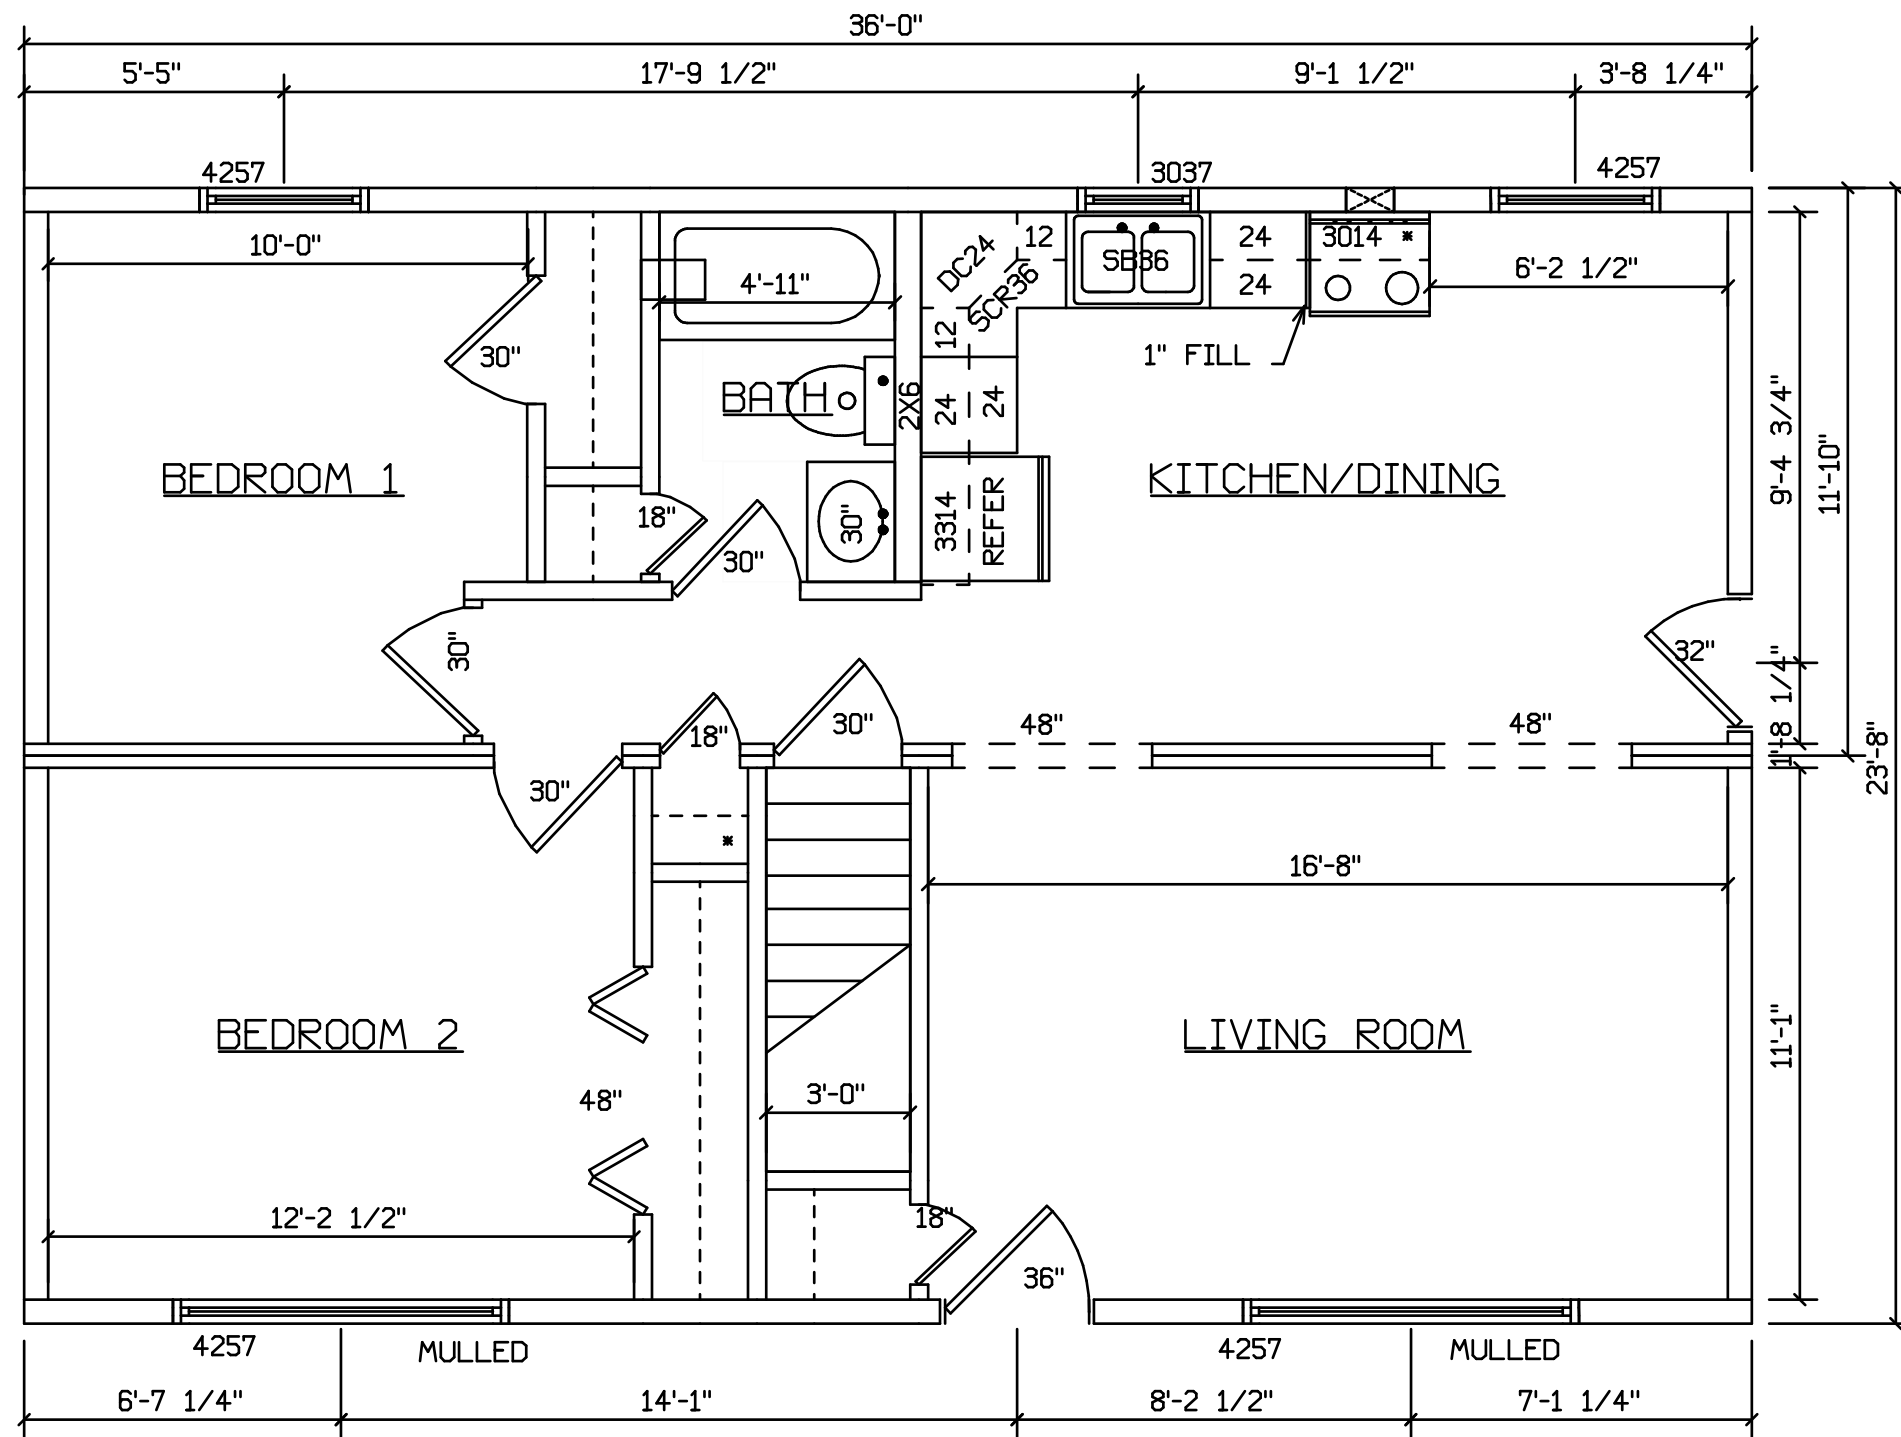 36'-0"
5'-5" 17'-9 1/2" 9'-1 1/2" 3'-8 1/4"
4257 3037 4257
10'-0"
4'-11"
DC24
SCR36
12
SB36
24
3014
24
6'-2 1/2"
12
30"
1" FILL
BATH
2X6
24
24
9'-4 3/4"
11'-10"
BEDROOM 1
KITCHEN/DINING
18"
30"
30"
3314
REFER
30"
32"
1'-8 1/4"
18"
30"
48"
48"
23'-8"
30"
16'-8"
BEDROOM 2
LIVING ROOM
11'-1"
48"
3'-0"
12'-2 1/2"
18"
36"
4257 MULLED 4257 MULLED
6'-7 1/4" 14'-1" 8'-2 1/2" 7'-1 1/4"